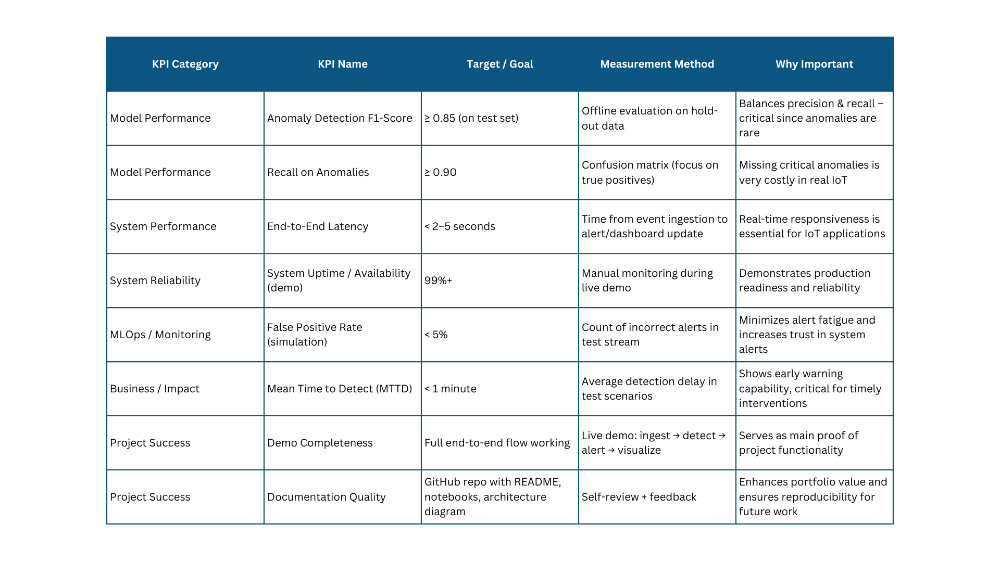 KPI Category
KPI Name
Target / Goal
Measurement Method
Why Important
Model Performance
Anomaly Detection F1-Score
≥ 0.85 (on test set)
Offline evaluation on hold-
out data
Balances precision & recall –
critical since anomalies are
rare
Model Performance
Recall on Anomalies
≥ 0.90
Confusion matrix (focus on
true positives)
Missing critical anomalies is
very costly in real IoT
System Performance
End-to-End Latency
< 2–5 seconds
Time from event ingestion to
alert/dashboard update
Real-time responsiveness is
essential for IoT applications
System Reliability
System Uptime / Availability
(demo)
99%+
Manual monitoring during
live demo
Demonstrates production
readiness and reliability
MLOps / Monitoring
False Positive Rate
(simulation)
< 5%
Count of incorrect alerts in
test stream
Minimizes alert fatigue and
increases trust in system
alerts
Business / Impact
Mean Time to Detect (MTTD)
< 1 minute
Average detection delay in
test scenarios
Shows early warning
capability, critical for timely
interventions
Project Success
Demo Completeness
Full end-to-end flow working
Live demo: ingest → detect →
alert → visualize
Serves as main proof of
project functionality
Project Success
Documentation Quality
GitHub repo with README,
notebooks, architecture
diagram
Self-review + feedback
Enhances portfolio value and
ensures reproducibility for
future work